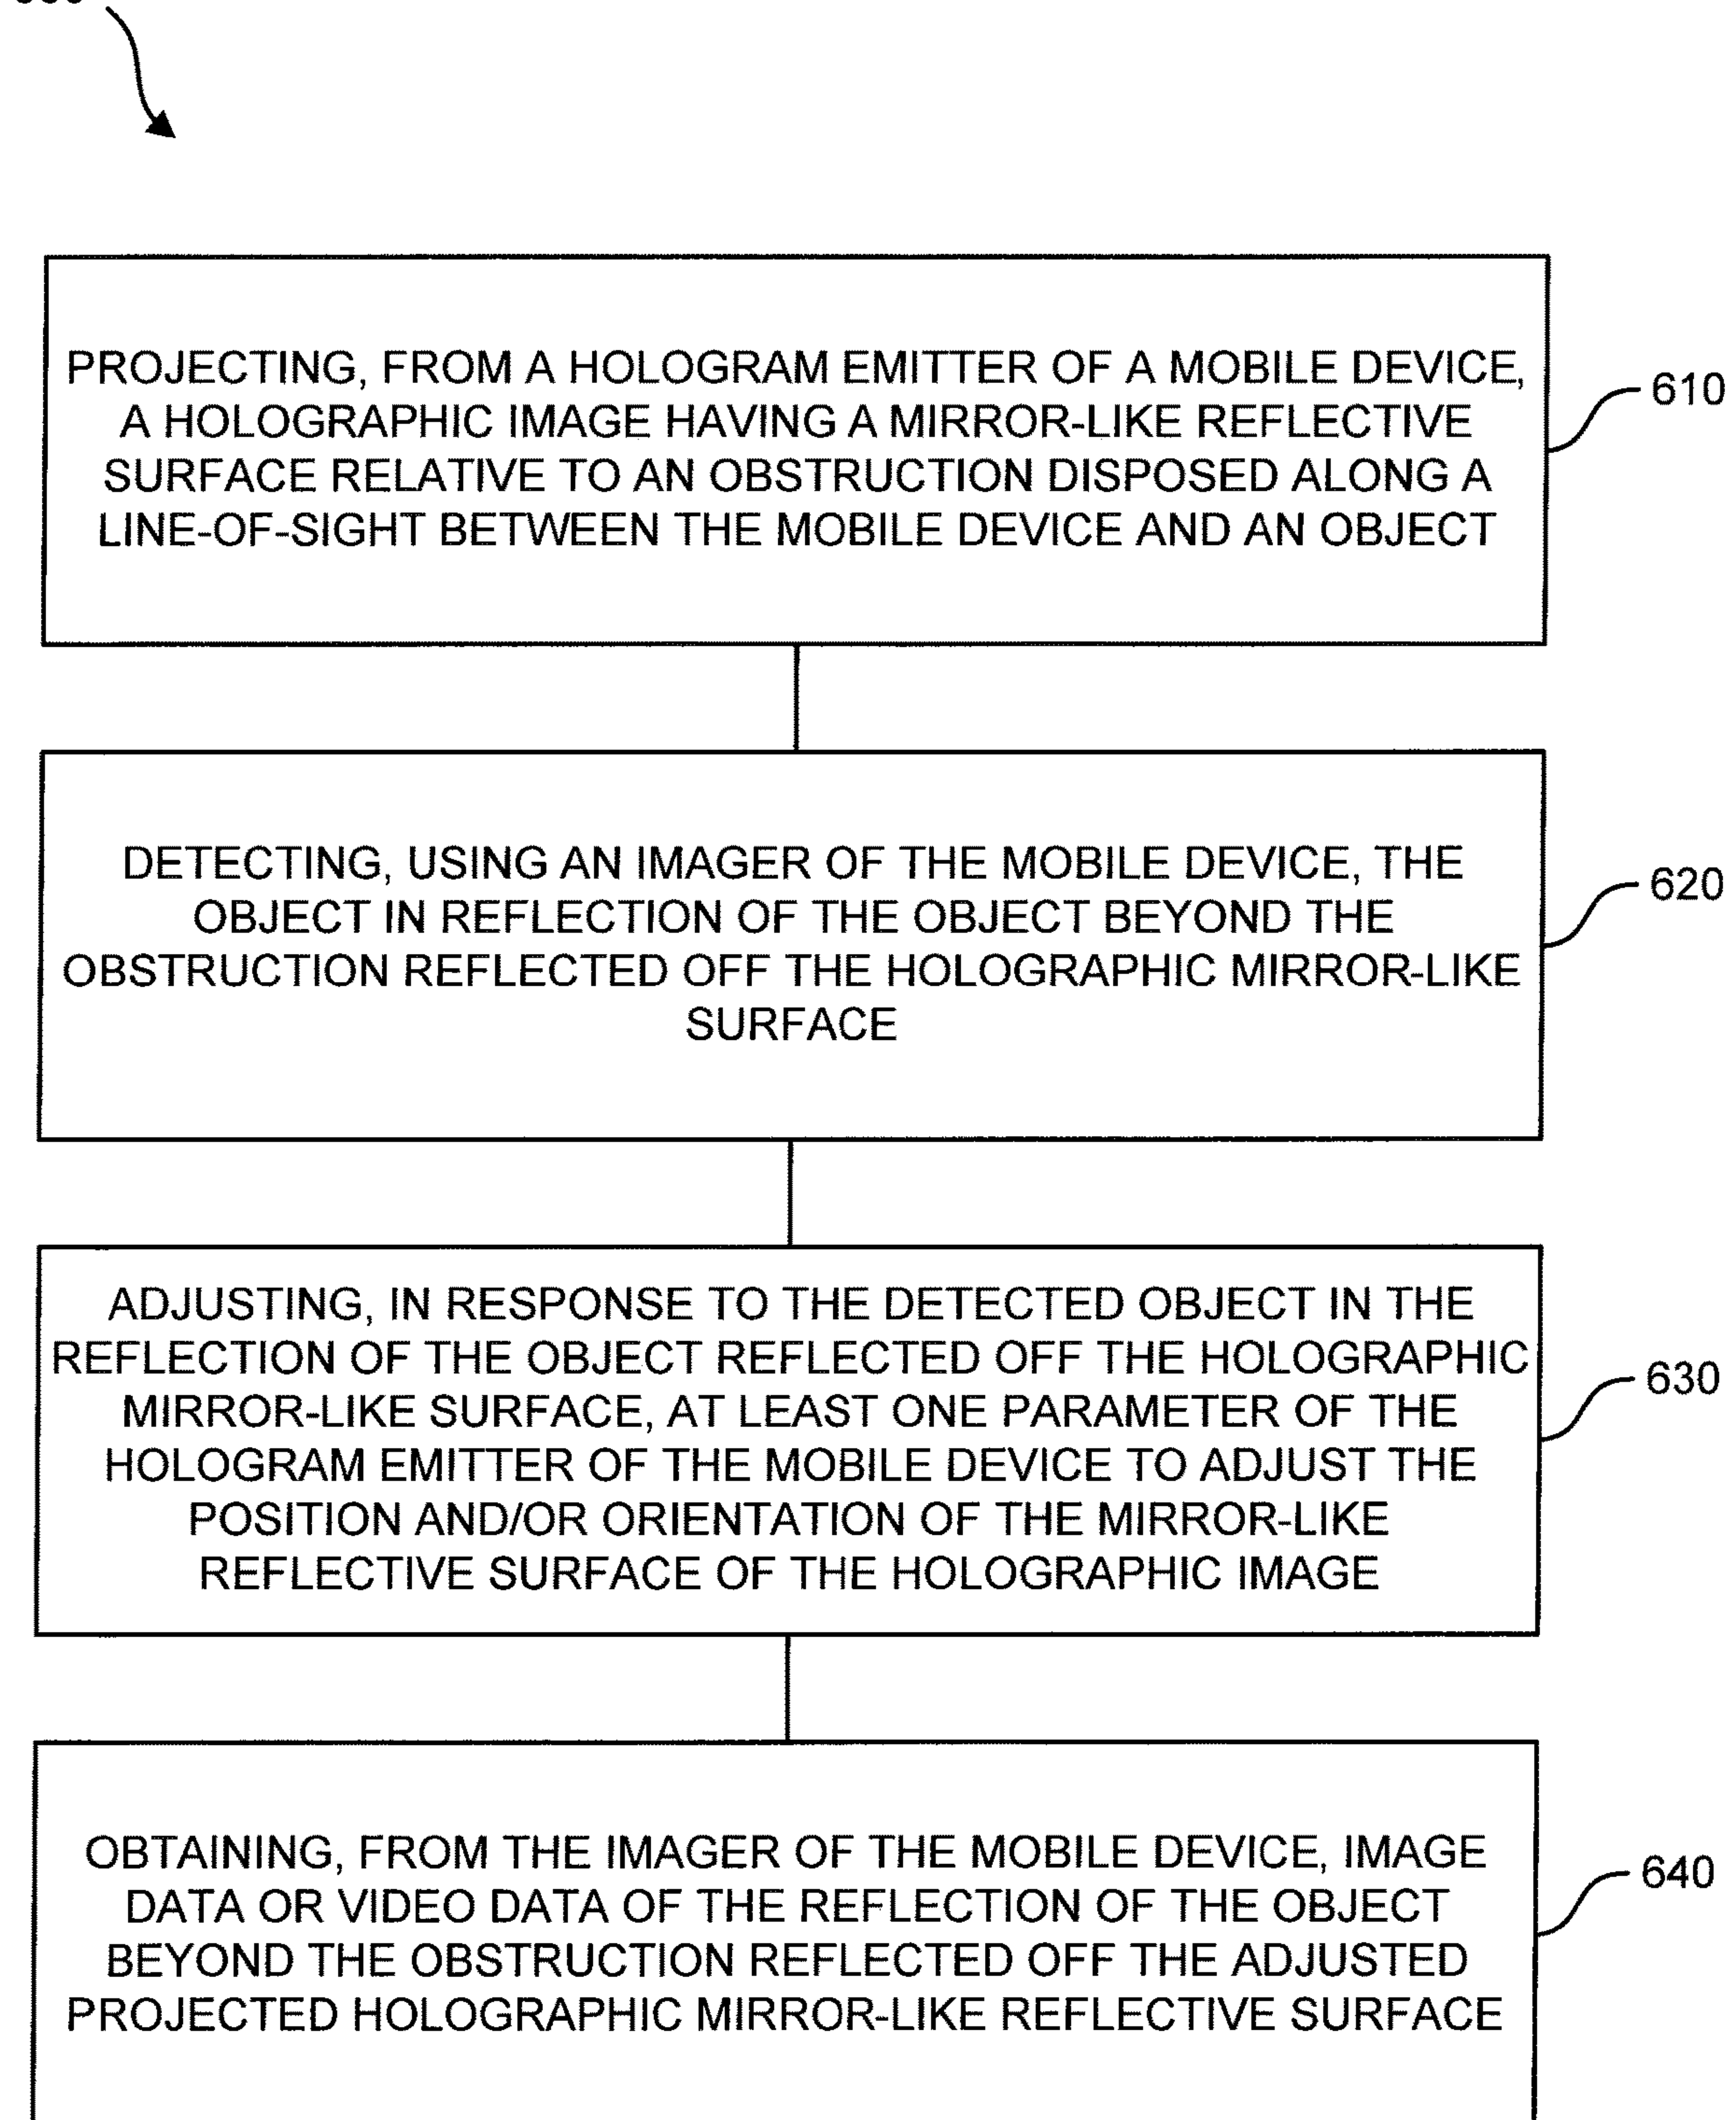 PROJECTING, FROM A HOLOGRAM EMITTER OF A MOBILE DEVICE,
A HOLOGRAPHIC IMAGE HAVING A MIRROR-LIKE REFLECTIVE
SURFACE RELATIVE TO AN OBSTRUCTION DISPOSED ALONG A
LINE-OF-SIGHT BETWEEN THE MOBILE DEVICE AND AN OBJECT
610
DETECTING, USING AN IMAGER OF THE MOBILE DEVICE, THE
OBJECT IN REFLECTION OF THE OBJECT BEYOND THE
OBSTRUCTION REFLECTED OFF THE HOLOGRAPHIC MIRROR-LIKE
SURFACE
620
ADJUSTING, IN RESPONSE TO THE DETECTED OBJECT IN THE
REFLECTION OF THE OBJECT REFLECTED OFF THE HOLOGRAPHIC
MIRROR-LIKE SURFACE, AT LEAST ONE PARAMETER OF THE
HOLOGRAM EMITTER OF THE MOBILE DEVICE TO ADJUST THE
POSITION AND/OR ORIENTATION OF THE MIRROR-LIKE
REFLECTIVE SURFACE OF THE HOLOGRAPHIC IMAGE
630
OBTAINING, FROM THE IMAGER OF THE MOBILE DEVICE, IMAGE
DATA OR VIDEO DATA OF THE REFLECTION OF THE OBJECT
BEYOND THE OBSTRUCTION REFLECTED OFF THE ADJUSTED
PROJECTED HOLOGRAPHIC MIRROR-LIKE REFLECTIVE SURFACE
640